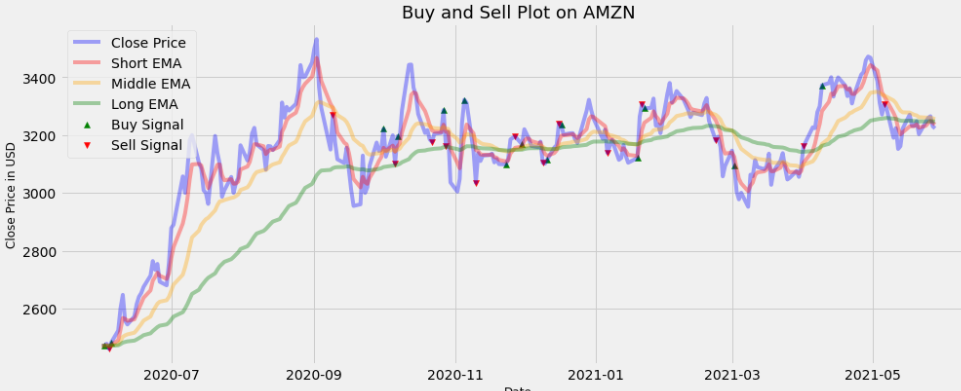 Buy and Sell Plot on AMZN
Close Price
Short EMA
Middle EMA
Long EMA
Buy Signal
Sell Signal
Close Price in USD
3400
3200
3000
2800
2600
2020-07
2020-09
2020-11
2021-01
2021-03
2021-05
Date